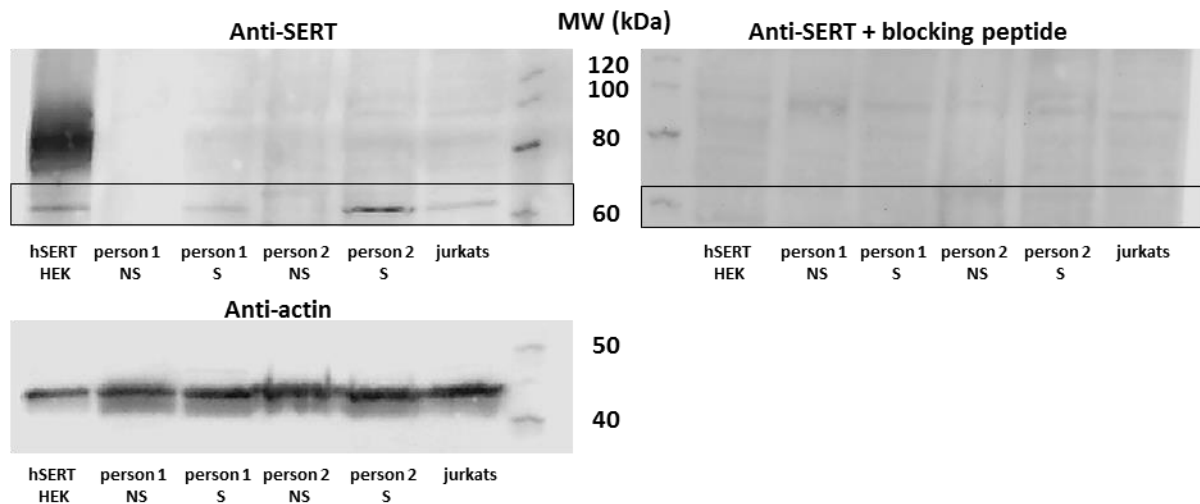 Anti-SERT
MW (kDa)
Anti-SERT + blocking peptide
120
100
80
60
hSERT HEK
person 1 NS
person 1 S
person 2 NS
person 2 S
jurkats
hSERT HEK
person 1 NS
person 1 S
person 2 NS
person 2 S
jurkats
Anti-actin
50
40
hSERT HEK
person 1 NS
person 1 S
person 2 NS
person 2 S
jurkats